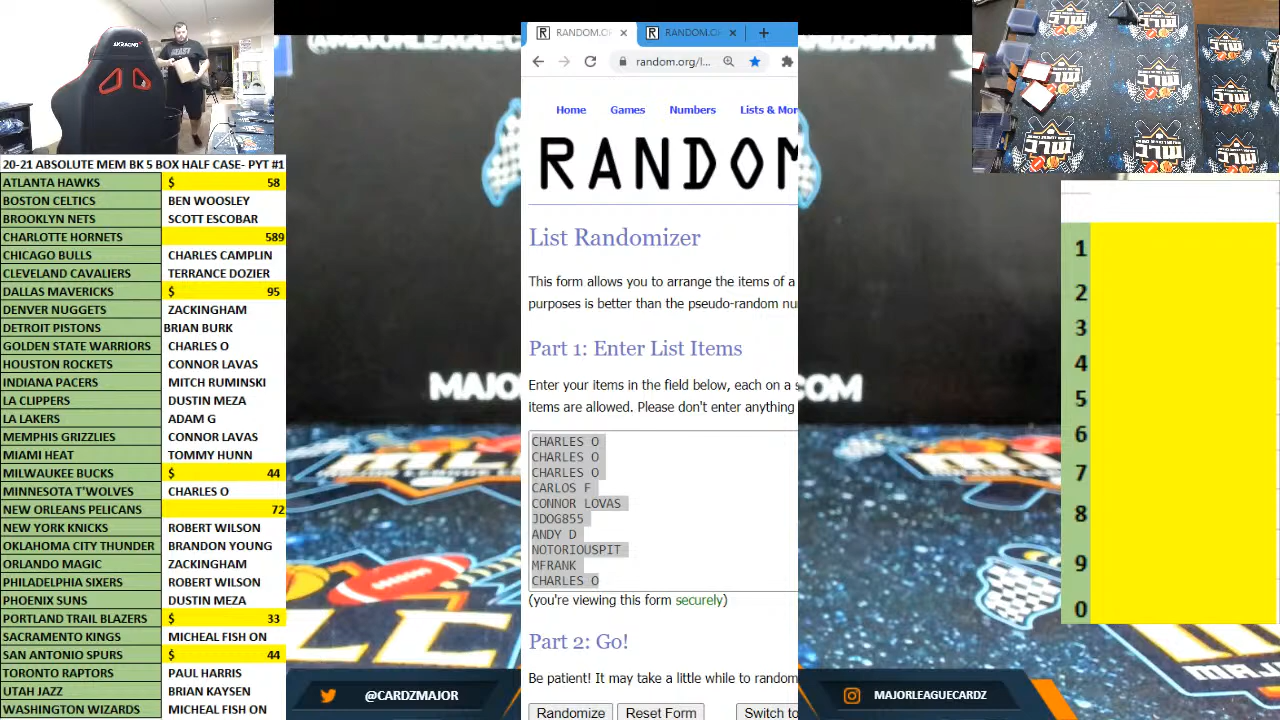 20-21 ABSOLUTE MEM BK 5 BOX HALF CASE- PYT #1
ATLANTA HAWKS $ 58
BOSTON CELTICS BEN WOOSLEY
BROOKLYN NETS SCOTT ESCOBAR
CHARLOTTE HORNETS 589
CHICAGO BULLS CHARLES CAMPLIN
CLEVELAND CAVALIERS TERRANCE DOZIER
DALLAS MAVERICKS $ 95
DENVER NUGGETS ZACKINGHAM
DETROIT PISTONS BRIAN BURK
GOLDEN STATE WARRIORS CHARLES O
HOUSTON ROCKETS CONNOR LAVAS
INDIANA PACERS MITCH RUMINSKI
LA CLIPPERS DUSTIN MEZA
LA LAKERS ADAM G
MEMPHIS GRIZZLIES CONNOR LAVAS
MIAMI HEAT TOMMY HUNN
MILWAUKEE BUCKS $ 44
MINNESOTA T'WOLVES CHARLES O
NEW ORLEANS PELICANS 72
NEW YORK KNICKS ROBERT WILSON
OKLAHOMA CITY THUNDER BRANDON YOUNG
ORLANDO MAGIC ZACKINGHAM
PHILADELPHIA SIXERS ROBERT WILSON
PHOENIX SUNS DUSTIN MEZA
PORTLAND TRAIL BLAZERS $ 33
SACRAMENTO KINGS MICHEAL FISH ON
SAN ANTONIO SPURS $ 44
TORONTO RAPTORS PAUL HARRIS
UTAH JAZZ BRIAN KAYSEN
WASHINGTON WIZARDS MICHEAL FISH ON
AKRACING
RANDOM.O
RANDOM.O
random.org/l...
Home Games Numbers Lists & Mor
RANDOM
List Randomizer
This form allows you to arrange the items of a
purposes is better than the pseudo-random nu
Part 1: Enter List Items
Enter your items in the field below, each on a s
items are allowed. Please don't enter anything
CHARLES O
CHARLES O
CHARLES O
CARLOS F
CONNOR LOVAS
JDOG855
ANDY D
NOTORIOUSPIT
MFRANK
CHARLES O
(you're viewing this form securely)
Part 2: Go!
Be patient! It may take a little while to random
Randomize Reset Form Switch to
@CARDZMAJOR
MAJORLEAGUECARDZ
1
2
3
4
5
6
7
8
9
0